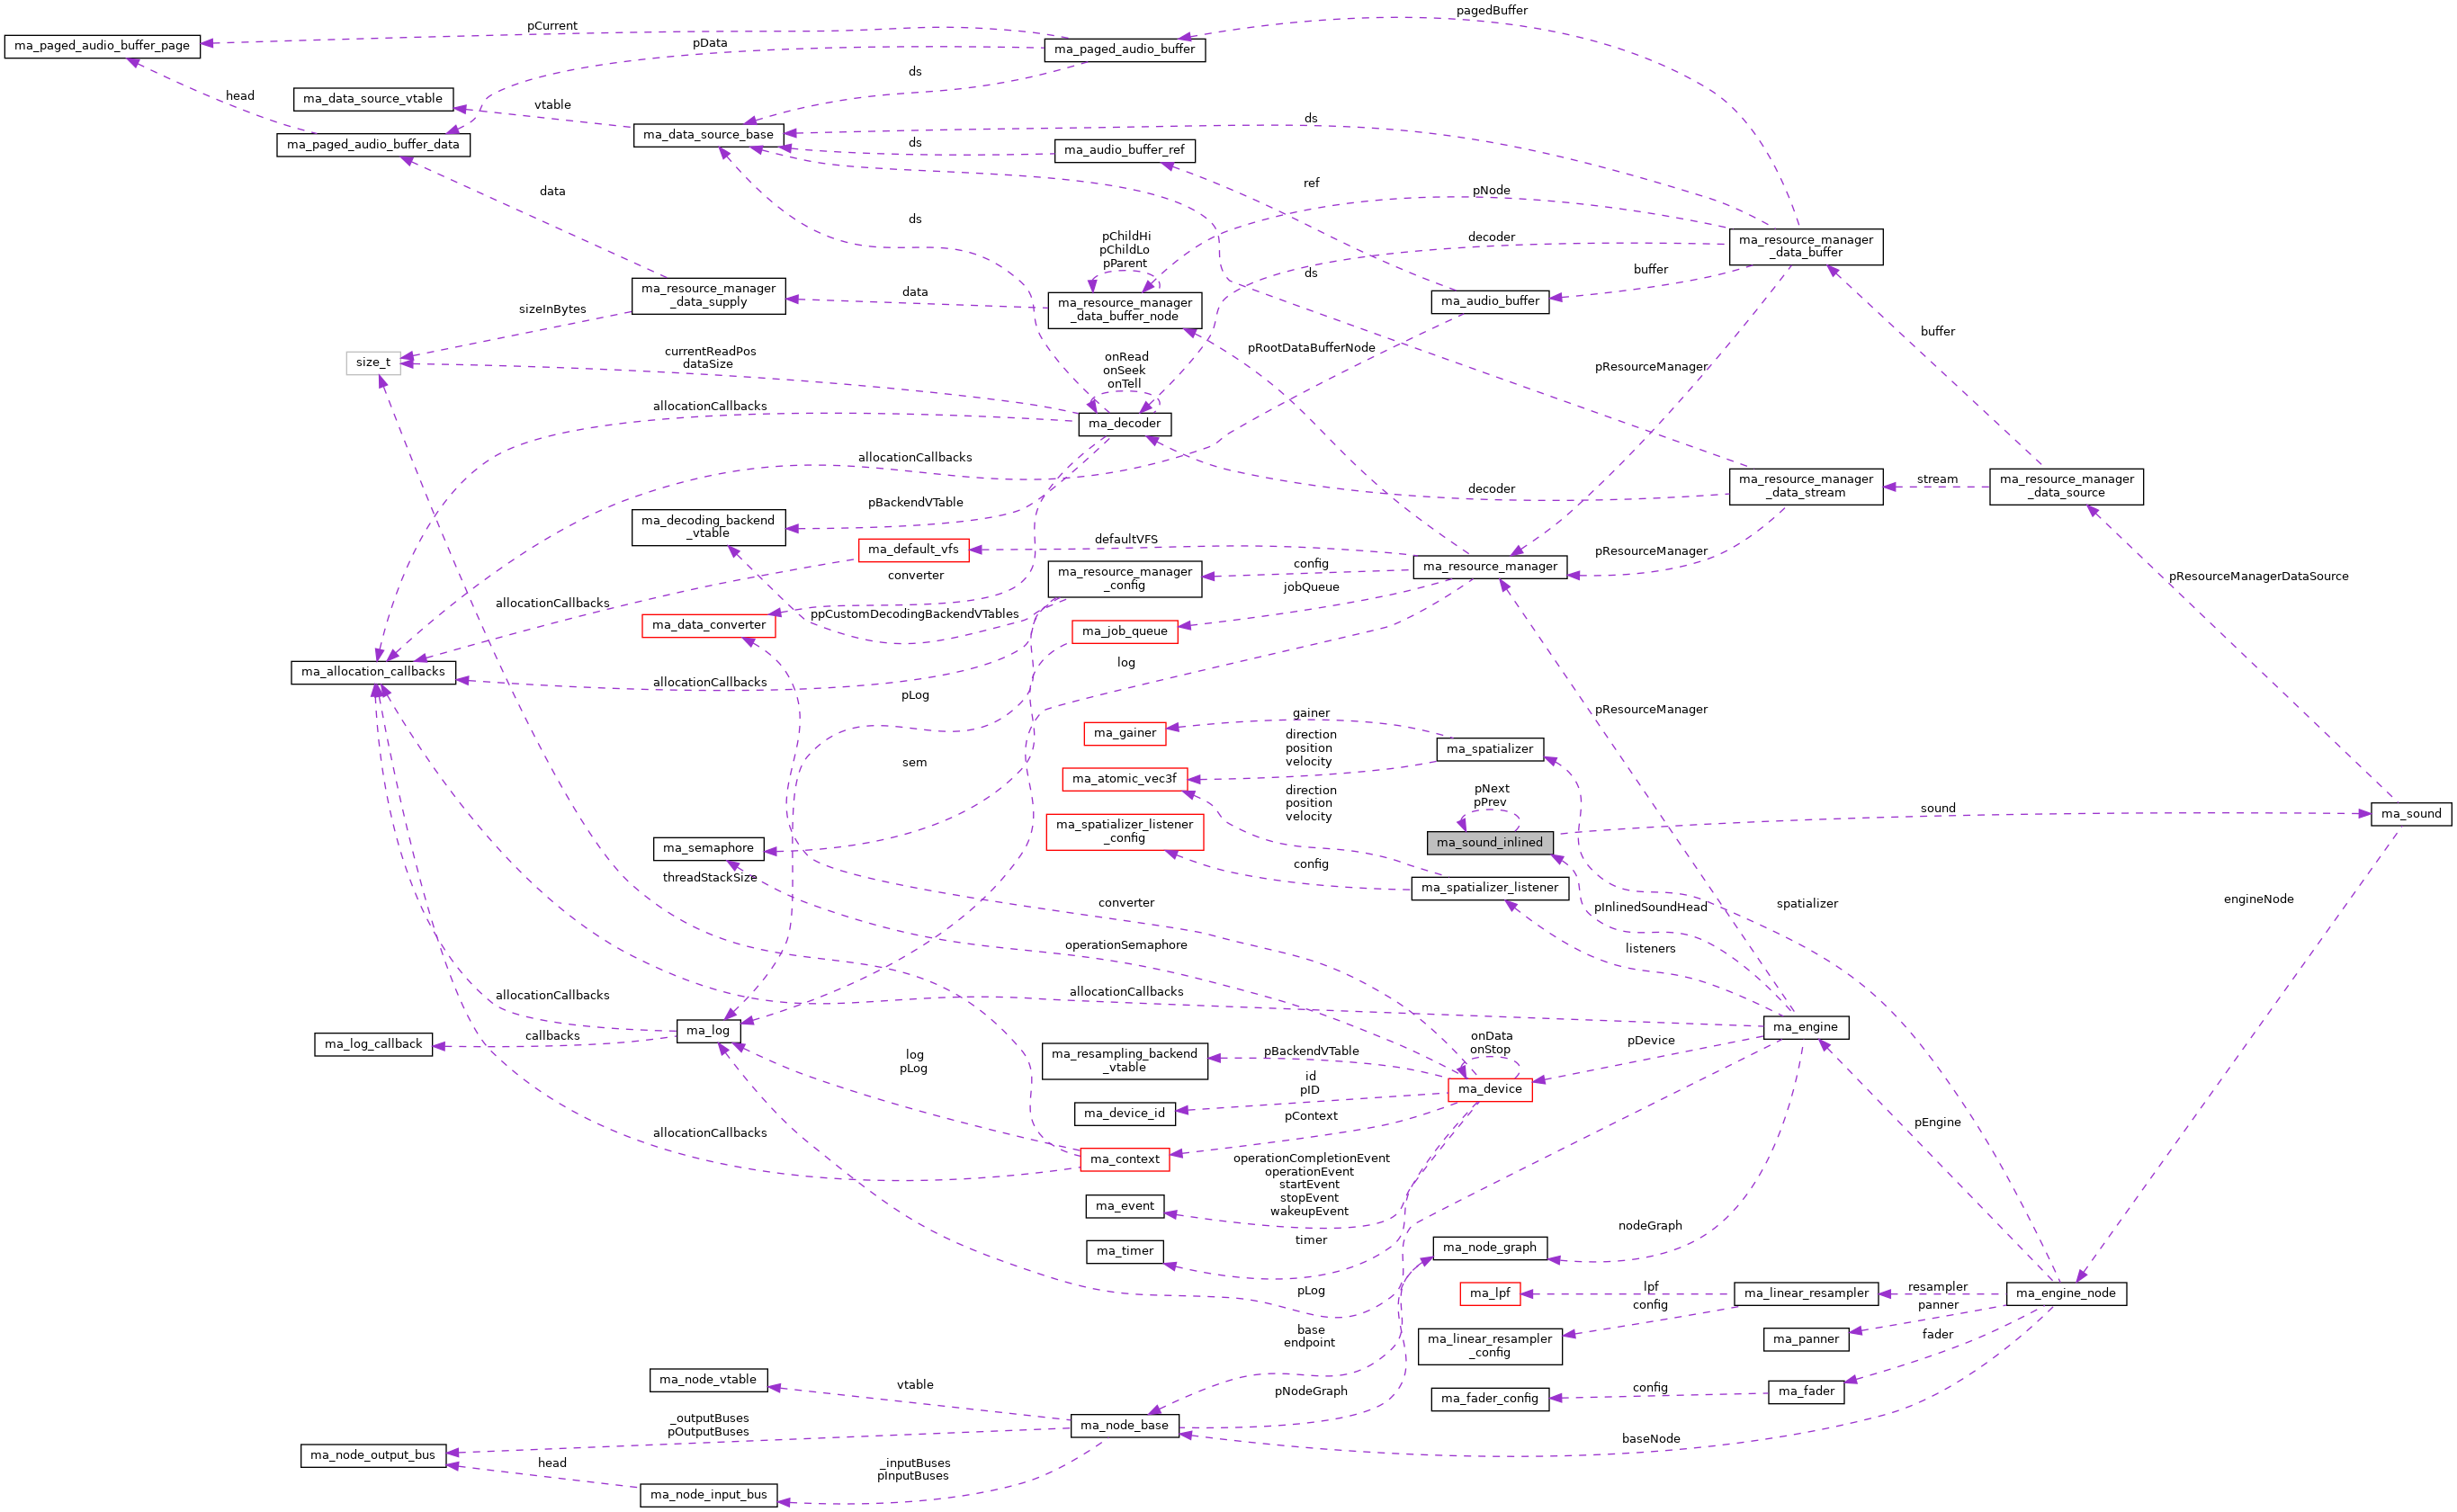 pagedBuffer
pCurrent
ma_paged_audio_buffer_page
pData
ma_paged_audio_buffer
ds
head
ma_data_source_vtable
vtable
ds
ma_data_source_base
ma_paged_audio_buffer_data
ds
ma_audio_buffer_ref
data
ref
pNode
ds
pChildHi
pChildLo
pParent
decoder
ma_resource_manager
_data_buffer
ds
buffer
ma_resource_manager
_data_supply
data
ma_resource_manager
_data_buffer_node
ma_audio_buffer
sizeInBytes
buffer
size_t
currentReadPos
dataSize
onRead
onSeek
onTell
pRootDataBufferNode
pResourceManager
allocationCallbacks
ma_decoder
allocationCallbacks
pBackendVTable
decoder
ma_resource_manager
_data_stream
stream
ma_resource_manager
_data_source
ma_decoding_backend
_vtable
ma_default_vfs
defaultVFS
pResourceManager
converter
ma_resource_manager
_config
config
ma_resource_manager
pResourceManagerDataSource
jobQueue
allocationCallbacks
ma_data_converter
ppCustomDecodingBackendVTables
ma_job_queue
ma_allocation_callbacks
log
allocationCallbacks
pLog
pResourceManager
gainer
ma_gainer
direction
position
velocity
ma_spatializer
sem
ma_atomic_vec3f
direction
position
velocity
pNext
pPrev
sound
ma_sound
ma_spatializer_listener
_config
ma_semaphore
ma_sound_inlined
config
threadStackSize
ma_spatializer_listener
converter
pInlinedSoundHead
spatializer
engineNode
operationSemaphore
listeners
allocationCallbacks
allocationCallbacks
ma_log
ma_engine
ma_log_callback
callbacks
log
pLog
ma_resampling_backend
_vtable
pBackendVTable
onData
onStop
pDevice
id
pID
ma_device
ma_device_id
pContext
pEngine
allocationCallbacks
ma_context
operationCompletionEvent
operationEvent
startEvent
stopEvent
wakeupEvent
ma_event
nodeGraph
ma_timer
timer
ma_node_graph
pLog
ma_lpf
lpf
ma_linear_resampler
resampler
ma_engine_node
config
panner
base
endpoint
ma_linear_resampler
_config
ma_panner
fader
ma_node_vtable
vtable
pNodeGraph
ma_fader_config
config
ma_fader
_outputBuses
pOutputBuses
ma_node_base
baseNode
ma_node_output_bus
head
_inputBuses
pInputBuses
ma_node_input_bus